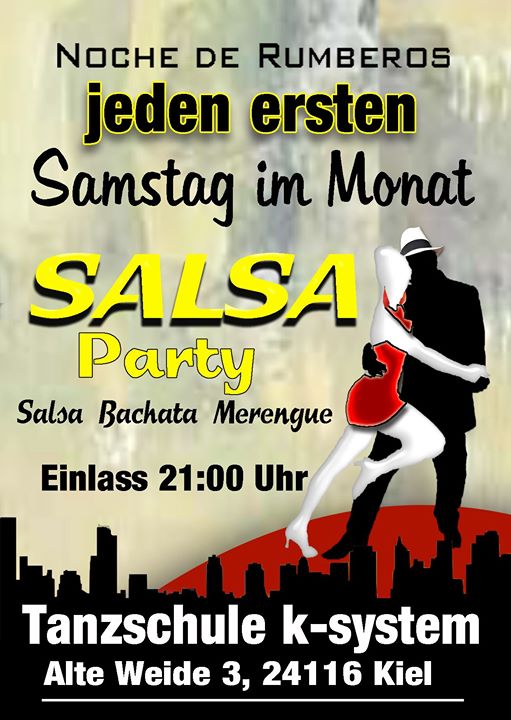 Noche de Rumberos
jeden ersten
Samstag im Monat
SALSA
Party
Salsa Bachata Merengue
Einlass 21:00 Uhr
Tanzschule k-system
Alte Weide 3, 24116 Kiel